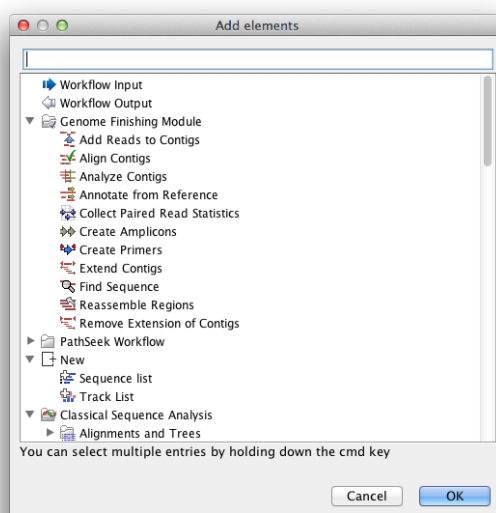 Add elements
Workflow Input
Workflow Output
Genome Finishing Module
Add Reads to Contigs
Align Contigs
Analyze Contigs
Annotate from Reference
Collect Paired Read Statistics
Create Amplicons
Create Primers
Extend Contigs
Find Sequence
Reassemble Regions
Remove Extension of Contigs
PathSeek Workflow
New
Sequence list
Track List
Classical Sequence Analysis
Alignments and Trees
You can select multiple entries by holding down the cmd key
Cancel OK